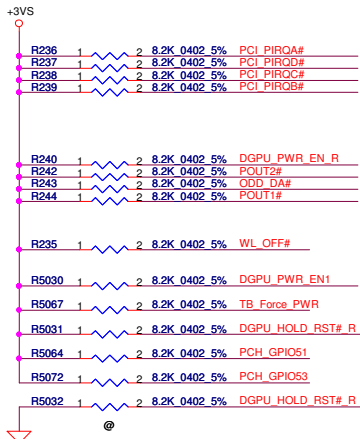 +3VS
R236 1 2 8.2K_0402_5% PCI_PIRQA#
R237 1 2 8.2K_0402_5% PCI_PIRQD#
R238 1 2 8.2K_0402_5% PCI_PIRQC#
R239 1 2 8.2K_0402_5% PCI_PIRQB#
R240 1 2 8.2K_0402_5% DGPU_PWR_EN_R
R242 1 2 8.2K_0402_5% POUT2#
R243 1 2 8.2K_0402_5% ODD_DA#
R244 1 2 8.2K_0402_5% POUT1#
R235 1 2 8.2K_0402_5% WL_OFF#
R5030 1 2 8.2K_0402_5% DGPU_PWR_EN1
R5067 1 2 8.2K_0402_5% TB_Force_PWR
R5031 1 2 8.2K_0402_5% DGPU_HOLD_RST#_R
R5064 1 2 8.2K_0402_5% PCH_GPIO51
R5072 1 2 8.2K_0402_5% PCH_GPIO53
R5032 1 2 8.2K_0402_5% DGPU_HOLD_RST#_R
@